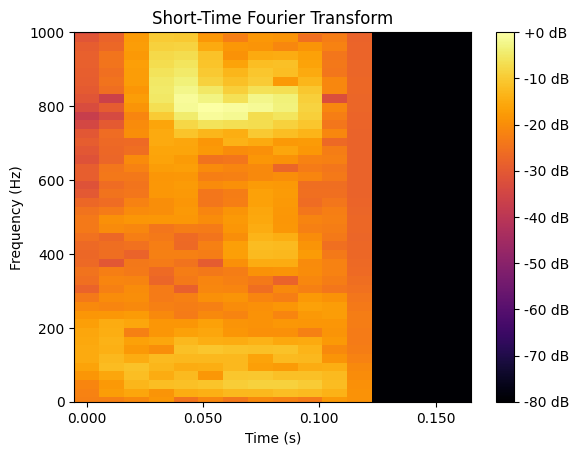 Short-Time Fourier Transform
1000
800
600
400
200
0
Frequency (Hz)
0.000
0.050
0.100
0.150
Time (s)
+0 dB
-10 dB
-20 dB
-30 dB
-40 dB
-50 dB
-60 dB
-70 dB
-80 dB